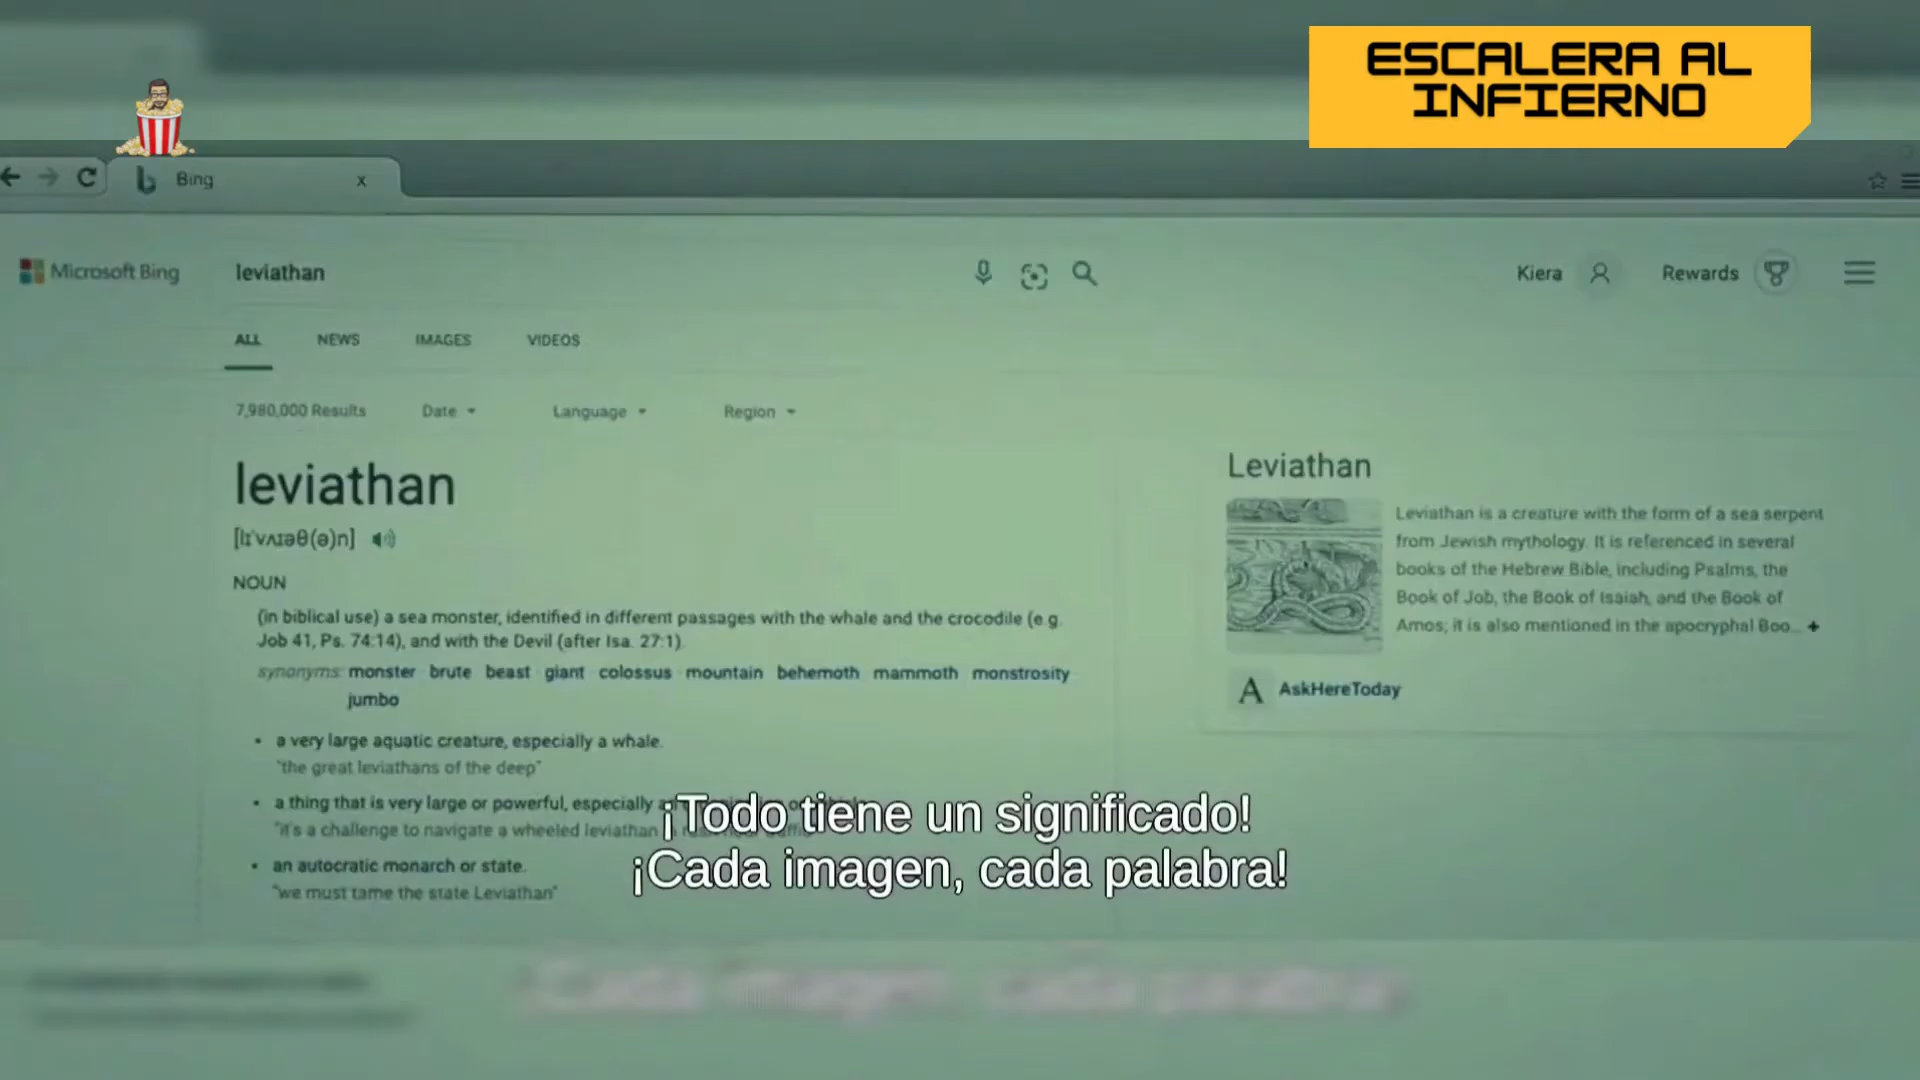 ESCALERA AL
INFIERNO
Bing x
Microsoft Bing leviathan Kiera Rewards
ALL NEWS IMAGES VIDEOS
7,980,000 Results Date Language Region
leviathan
[lɪˈvʌɪəθ(ə)n]
NOUN
(in biblical use) a sea monster, identified in different passages with the whale and the crocodile (e.g.
Job 41, Ps. 74:14), and with the Devil (after Isa. 27:1).
synonyms: monster brute beast giant colossus mountain behemoth mammoth monstrosity
jumbo
• a very large aquatic creature, especially a whale.
"the great leviathans of the deep"
• a thing that is very large or powerful, especially
"it's a challenge to navigate a wheeled leviathan
• an autocratic monarch or state.
"we must tame the state Leviathan"
Leviathan
Leviathan is a creature with the form of a sea serpent
from Jewish mythology. It is referenced in several
books of the Hebrew Bible, including Psalms, the
Book of Job, the Book of Isaiah, and the Book of
Amos; it is also mentioned in the apocryphal Boo... +
A AskHereToday
¡Todo tiene un significado!
¡Cada imagen, cada palabra!